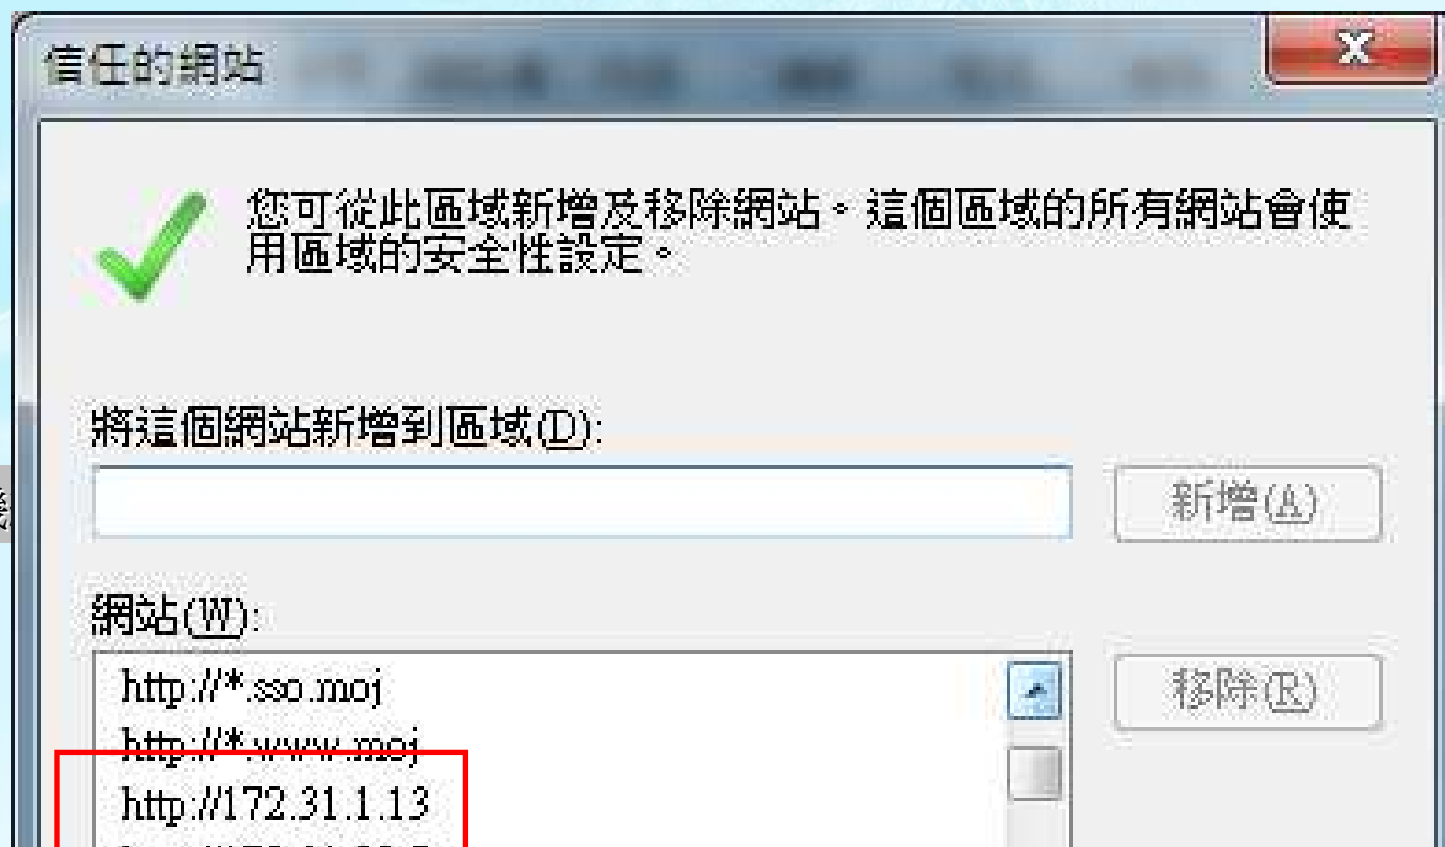 信任的網站
您可從此區域新增及移除網站。這個區域的所有網站會使
用區域的安全性設定。
將這個網站新增到區域(D):
新增(A)
網站(W):
http://*.sso.moj
移除(R)
http://*.www.moj
http://172.31.1.13